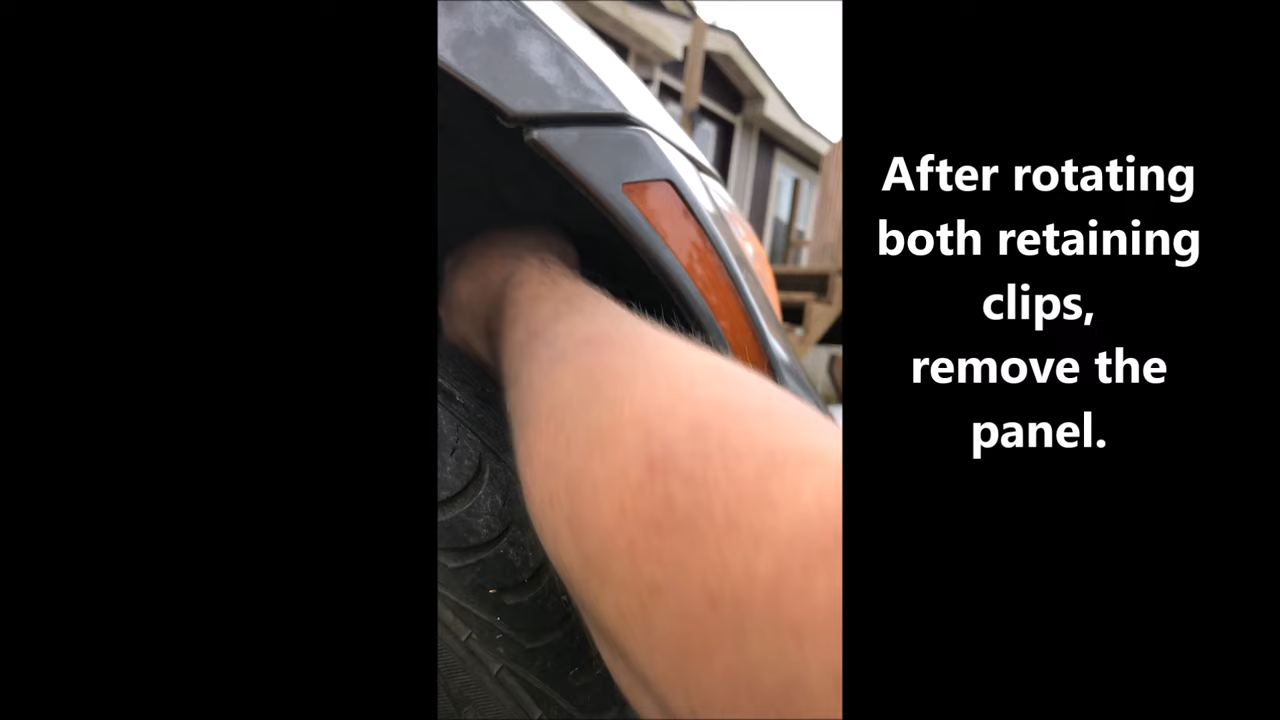 After rotating
both retaining
clips,
remove the
panel.